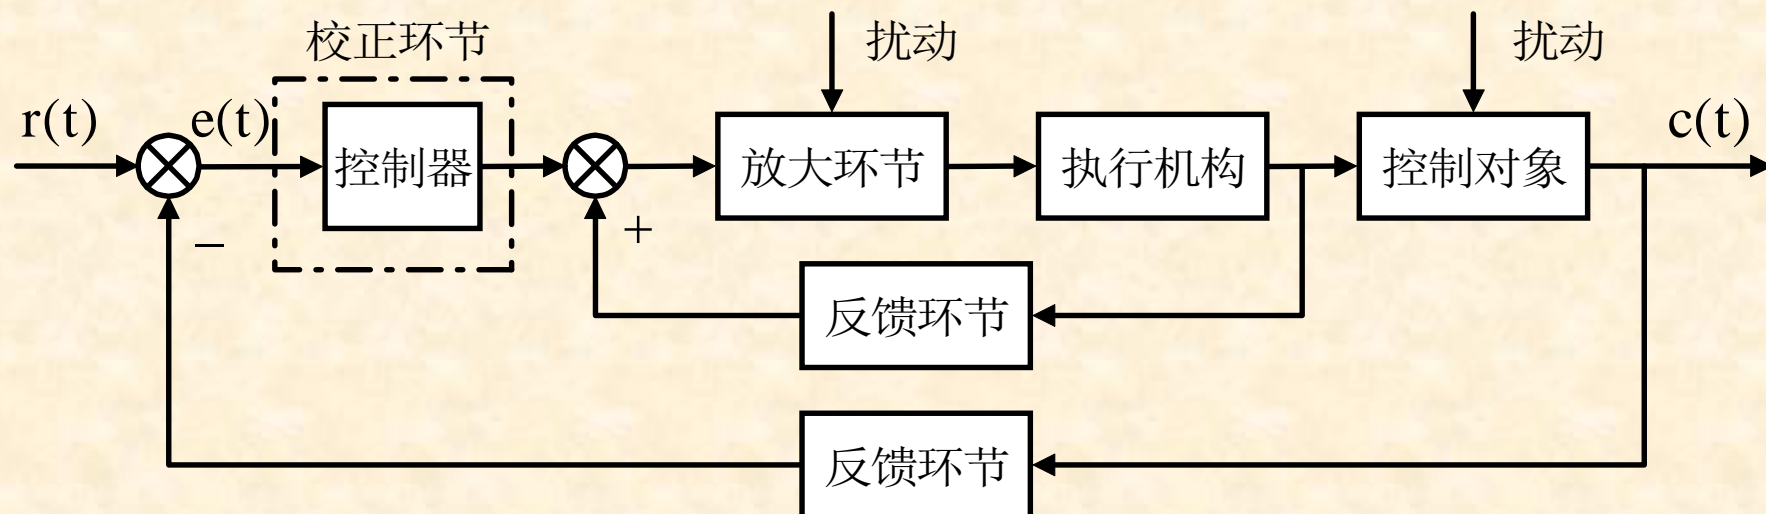 校正环节
扰动
扰动
r(t)
e(t)
c(t)
控制器
放大环节
执行机构
控制对象
−
+
反馈环节
反馈环节